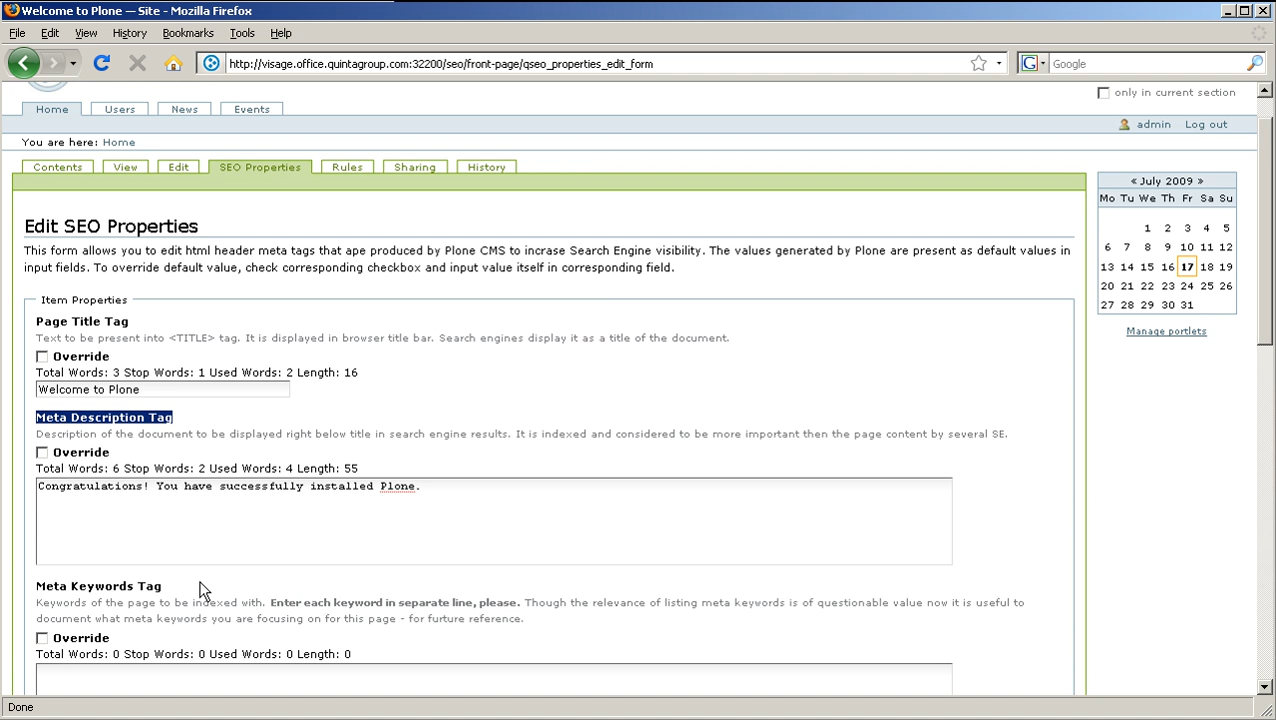 Welcome to Plone — Site - Mozilla Firefox
File Edit View History Bookmarks Tools Help
http://visage.office.quintagroup.com:32200/seo/front-page/qseo_properties_edit_form
G Google
only in current section
Home Users News Events
admin Log out
You are here: Home
Contents View Edit SEO Properties Rules Sharing History
Edit SEO Properties
This form allows you to edit html header meta tags that ape produced by Plone CMS to incrase Search Engine visibility. The values generated by Plone are present as default values in
input fields. To override default value, check corresponding checkbox and input value itself in corresponding field.
Item Properties
Page Title Tag
Text to be present into <TITLE> tag. It is displayed in browser title bar. Search engines display it as a title of the document.
Override
Total Words: 3 Stop Words: 1 Used Words: 2 Length: 16
Welcome to Plone
Meta Description Tag
Description of the document to be displayed right below title in search engine results. It is indexed and considered to be more important then the page content by several SE.
Override
Total Words: 6 Stop Words: 2 Used Words: 4 Length: 55
Congratulations! You have successfully installed Plone.
Meta Keywords Tag
Keywords of the page to be indexed with. Enter each keyword in separate line, please. Though the relevance of listing meta keywords is of questionable value now it is useful to
document what meta keywords you are focusing on for this page - for furture reference.
Override
Total Words: 0 Stop Words: 0 Used Words: 0 Length: 0
« July 2009 »
Mo Tu We Th Fr Sa Su
1 2 3 4 5
6 7 8 9 10 11 12
13 14 15 16 17 18 19
20 21 22 23 24 25 26
27 28 29 30 31
Manage portlets
Done